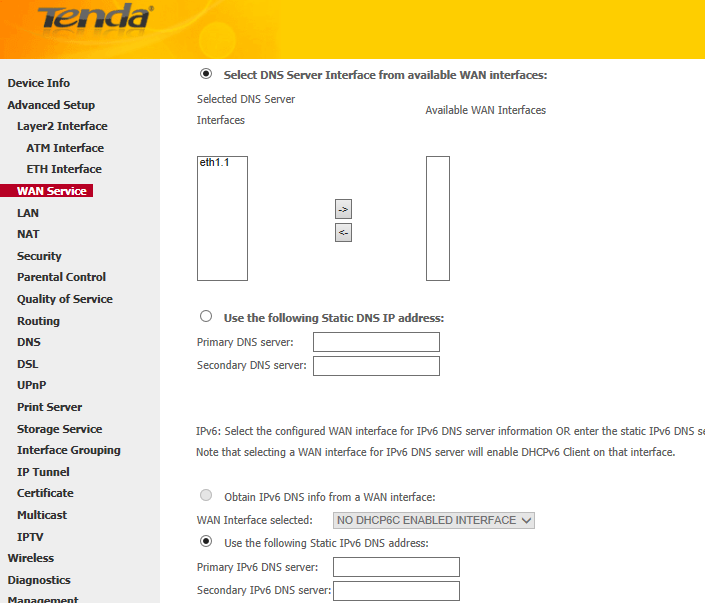 Tenda
Device Info
Advanced Setup
Layer2 Interface
ATM Interface
ETH Interface
WAN Service
LAN
NAT
Security
Parental Control
Quality of Service
Routing
DNS
DSL
UPnP
Print Server
Storage Service
Interface Grouping
IP Tunnel
Certificate
Multicast
IPTV
Wireless
Diagnostics
Management
Select DNS Server Interface from available WAN interfaces:
Selected DNS Server
Interfaces
Available WAN Interfaces
eth1.1
->
<-
Use the following Static DNS IP address:
Primary DNS server:
Secondary DNS server:
IPv6: Select the configured WAN interface for IPv6 DNS server information OR enter the static IPv6 DNS se
Note that selecting a WAN interface for IPv6 DNS server will enable DHCPv6 Client on that interface.
Obtain IPv6 DNS info from a WAN interface:
WAN Interface selected: NO DHCP6C ENABLED INTERFACE
Use the following Static IPv6 DNS address:
Primary IPv6 DNS server:
Secondary IPv6 DNS server: